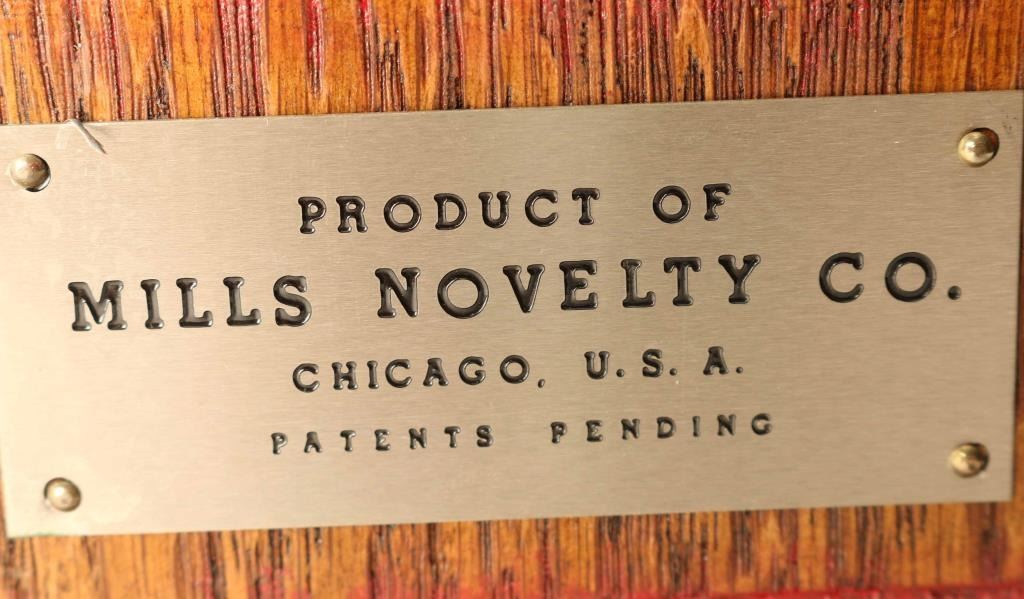 PRODUCT OF
MILLS NOVELTY CO.
CHICAGO, U.S.A.
PATENTS PENDING